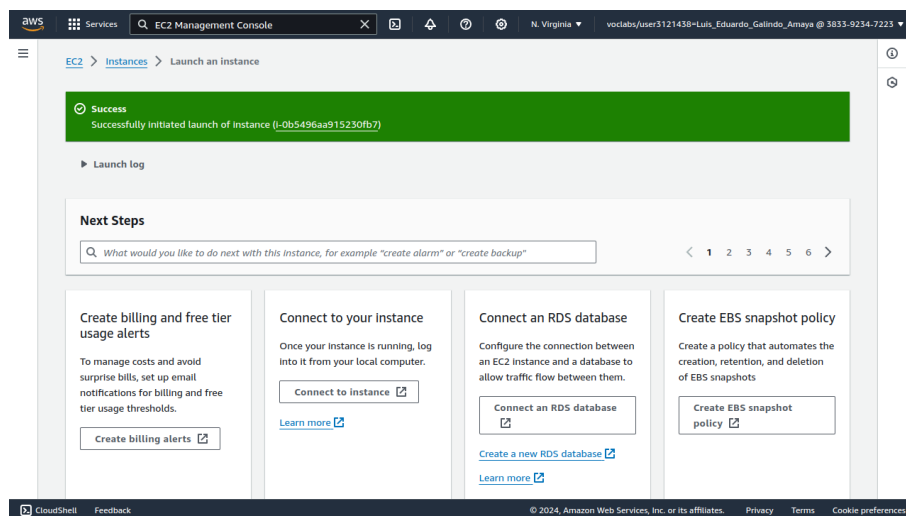 aws Services EC2 Management Console N. Virginia ▼ voclabs/user3121438=Luis_Eduardo_Galindo_Amaya @ 3833-9234-7223 ▼
EC2 > Instances > Launch an instance
Success
Successfully initiated launch of instance (i-0b5496aa915230fb7)
Launch log
Next Steps
What would you like to do next with this instance, for example "create alarm" or "create backup"
1 2 3 4 5 6
Create billing and free tier
usage alerts
To manage costs and avoid
surprise bills, set up email
notifications for billing and free
tier usage thresholds.
Create billing alerts
Connect to your instance
Once your instance is running, log
into it from your local computer.
Connect to instance
Learn more
Connect an RDS database
Configure the connection between
an EC2 instance and a database to
allow traffic flow between them.
Connect an RDS database
Create a new RDS database
Learn more
Create EBS snapshot policy
Create a policy that automates the
creation, retention, and deletion
of EBS snapshots
Create EBS snapshot
policy
CloudShell Feedback © 2024, Amazon Web Services, Inc. or its affiliates. Privacy Terms Cookie preferences